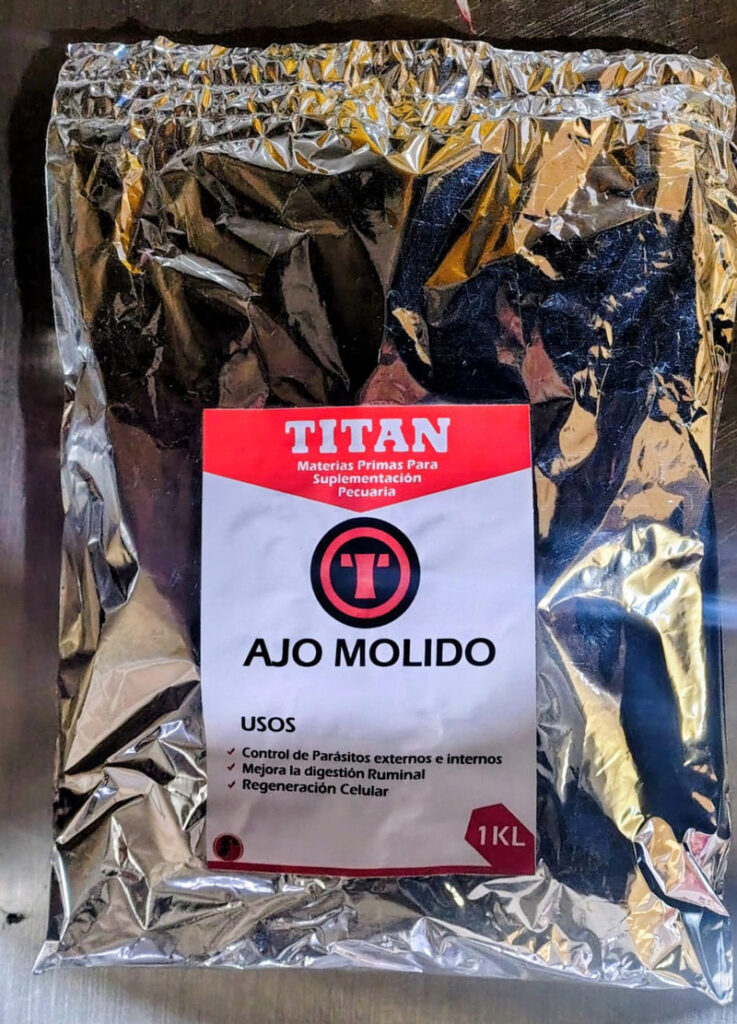 TITAN
Materias Primas Para
Suplementación
Pecuaria
T
AJO MOLIDO
USOS
Control de Parásitos externos e internos
Mejora la digestión Ruminal
Regeneración Celular
1KL